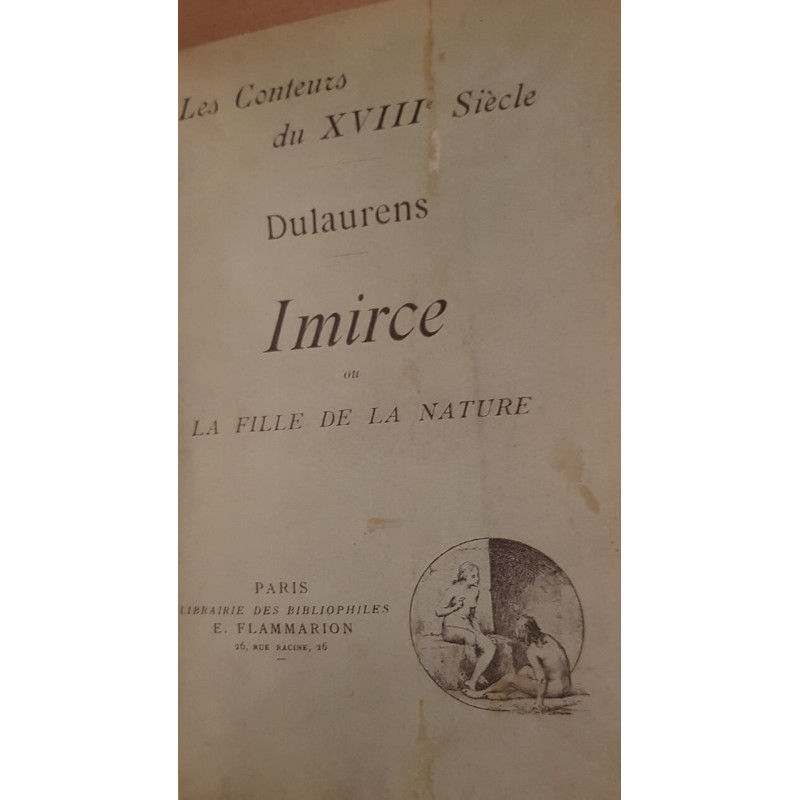 Les Conteurs
du XVIIIe Siècle
Dulaurens
Imirce
ou
LA FILLE DE LA NATURE
PARIS
LIBRAIRIE DES BIBLIOPHILES
E. FLAMMARION
26, RUE RACINE, 26